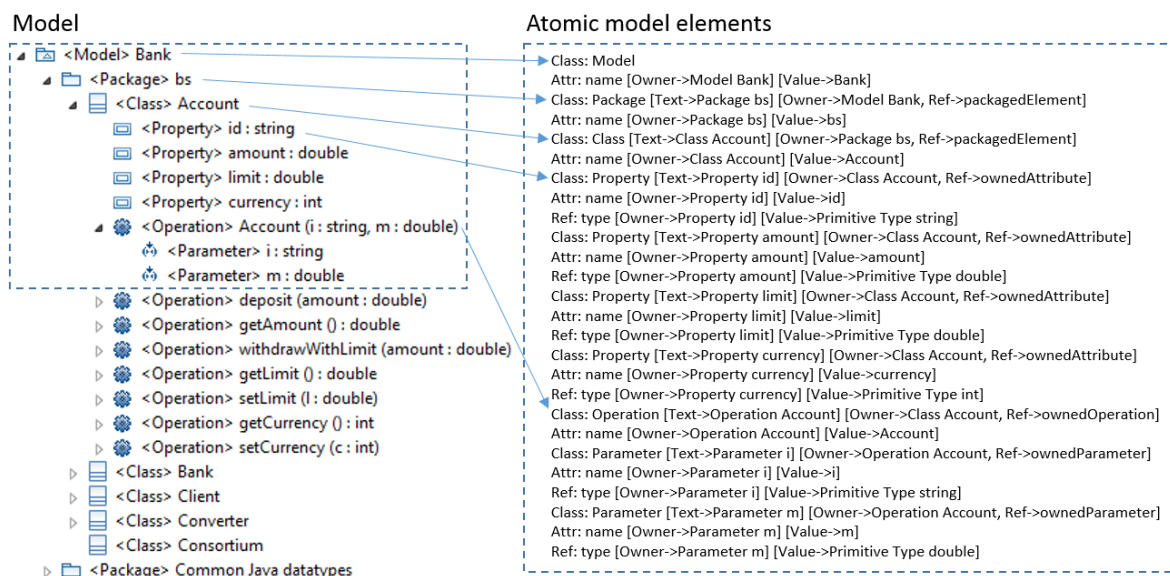 Model
<Model> Bank
<Package> bs
<Class> Account
<Property> id : string
<Property> amount : double
<Property> limit : double
<Property> currency : int
<Operation> Account (i : string, m : double)
<Parameter> i : string
<Parameter> m : double
<Operation> deposit (amount : double)
<Operation> getAmount () : double
<Operation> withdrawWithLimit (amount : double)
<Operation> getLimit () : double
<Operation> setLimit (l : double)
<Operation> getCurrency () : int
<Operation> setCurrency (c : int)
<Class> Bank
<Class> Client
<Class> Converter
<Class> Consortium
<Package> Common Java datatypes
Atomic model elements
Class: Model
Attr: name [Owner->Model Bank] [Value->Bank]
Class: Package [Text->Package bs] [Owner->Model Bank, Ref->packagedElement]
Attr: name [Owner->Package bs] [Value->bs]
Class: Class [Text->Class Account] [Owner->Package bs, Ref->packagedElement]
Attr: name [Owner->Class Account] [Value->Account]
Class: Property [Text->Property id] [Owner->Class Account, Ref->ownedAttribute]
Attr: name [Owner->Property id] [Value->id]
Ref: type [Owner->Property id] [Value->Primitive Type string]
Class: Property [Text->Property amount] [Owner->Class Account, Ref->ownedAttribute]
Attr: name [Owner->Property amount] [Value->amount]
Ref: type [Owner->Property amount] [Value->Primitive Type double]
Class: Property [Text->Property limit] [Owner->Class Account, Ref->ownedAttribute]
Attr: name [Owner->Property limit] [Value->limit]
Ref: type [Owner->Property limit] [Value->Primitive Type double]
Class: Property [Text->Property currency] [Owner->Class Account, Ref->ownedAttribute]
Attr: name [Owner->Property currency] [Value->currency]
Ref: type [Owner->Property currency] [Value->Primitive Type int]
Class: Operation [Text->Operation Account] [Owner->Class Account, Ref->ownedOperation]
Attr: name [Owner->Operation Account] [Value->Account]
Class: Parameter [Text->Parameter i] [Owner->Operation Account, Ref->ownedParameter]
Attr: name [Owner->Parameter i] [Value->i]
Ref: type [Owner->Parameter i] [Value->Primitive Type string]
Class: Parameter [Text->Parameter m] [Owner->Operation Account, Ref->ownedParameter]
Attr: name [Owner->Parameter m] [Value->m]
Ref: type [Owner->Parameter m] [Value->Primitive Type double]